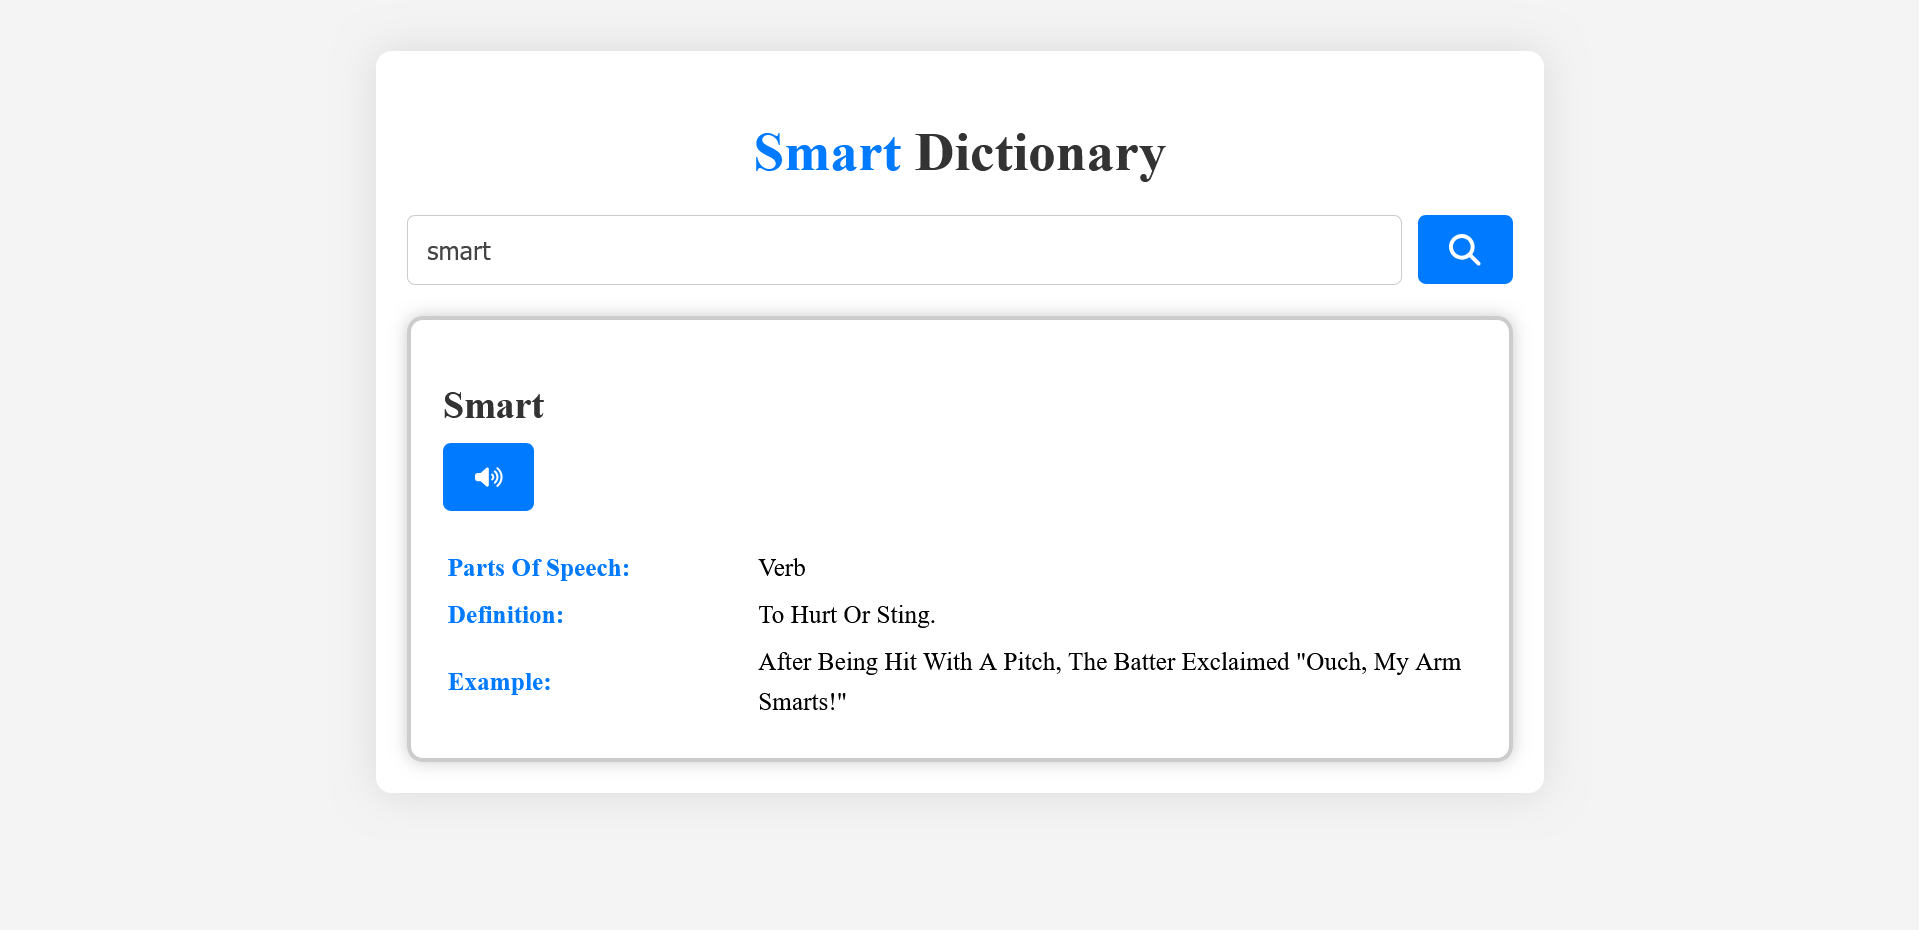 Smart Dictionary
smart
Smart
Parts Of Speech: Verb
Definition: To Hurt Or Sting.
Example: After Being Hit With A Pitch, The Batter Exclaimed "Ouch, My Arm
Smarts!"